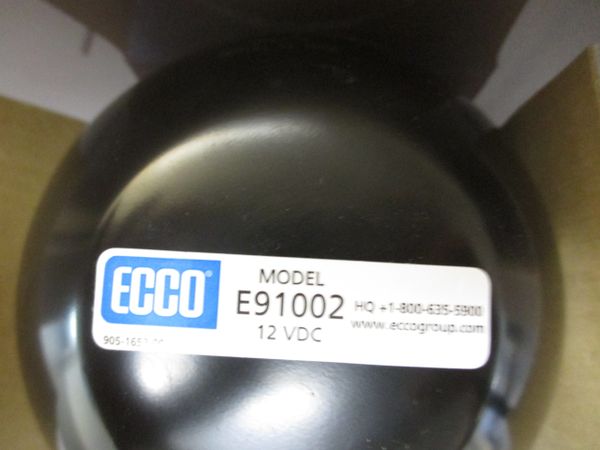 ECCO®
MODEL
E91002
12 VDC
HQ +1-800-635-5900
www.eccogroup.com